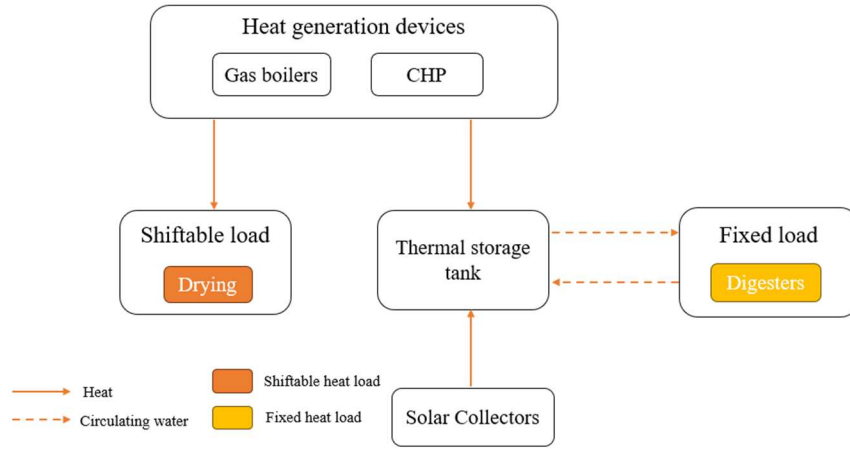 Heat generation devices
Gas boilers
CHP
Shiftable load
Drying
Thermal storage
tank
Fixed load
Digesters
Solar Collectors
Heat
Circulating water
Shiftable heat load
Fixed heat load